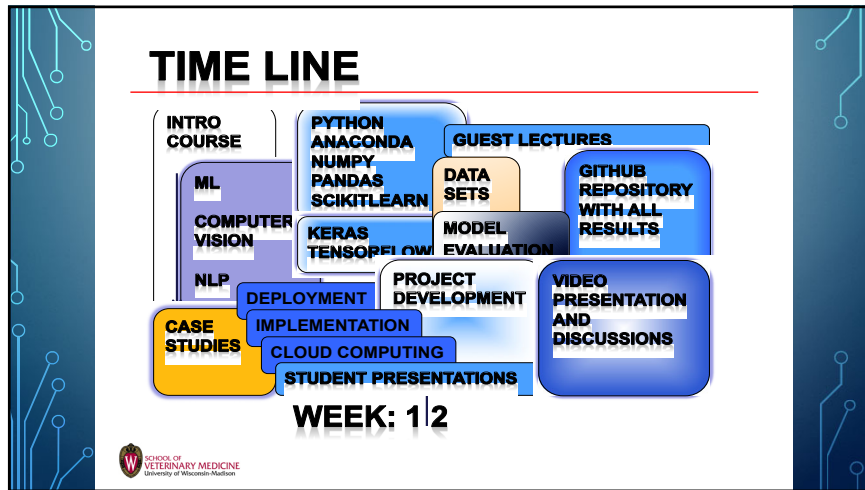 TIME LINE
INTRO
COURSE
PYTHON
ANACONDA
NUMPY
PANDAS
SCIKITLEARN
GUEST LECTURES
ML
COMPUTER
VISION
NLP
DATA
SETS
GITHUB
REPOSITORY
WITH ALL
RESULTS
KERAS
TENSORFLOW
MODEL
EVALUATION
PROJECT
DEVELOPMENT
VIDEO
PRESENTATION
AND
DISCUSSIONS
DEPLOYMENT
IMPLEMENTATION
CLOUD COMPUTING
CASE
STUDIES
STUDENT PRESENTATIONS
WEEK: 1|2
W
SCHOOL OF
VETERINARY MEDICINE
University of Wisconsin-Madison